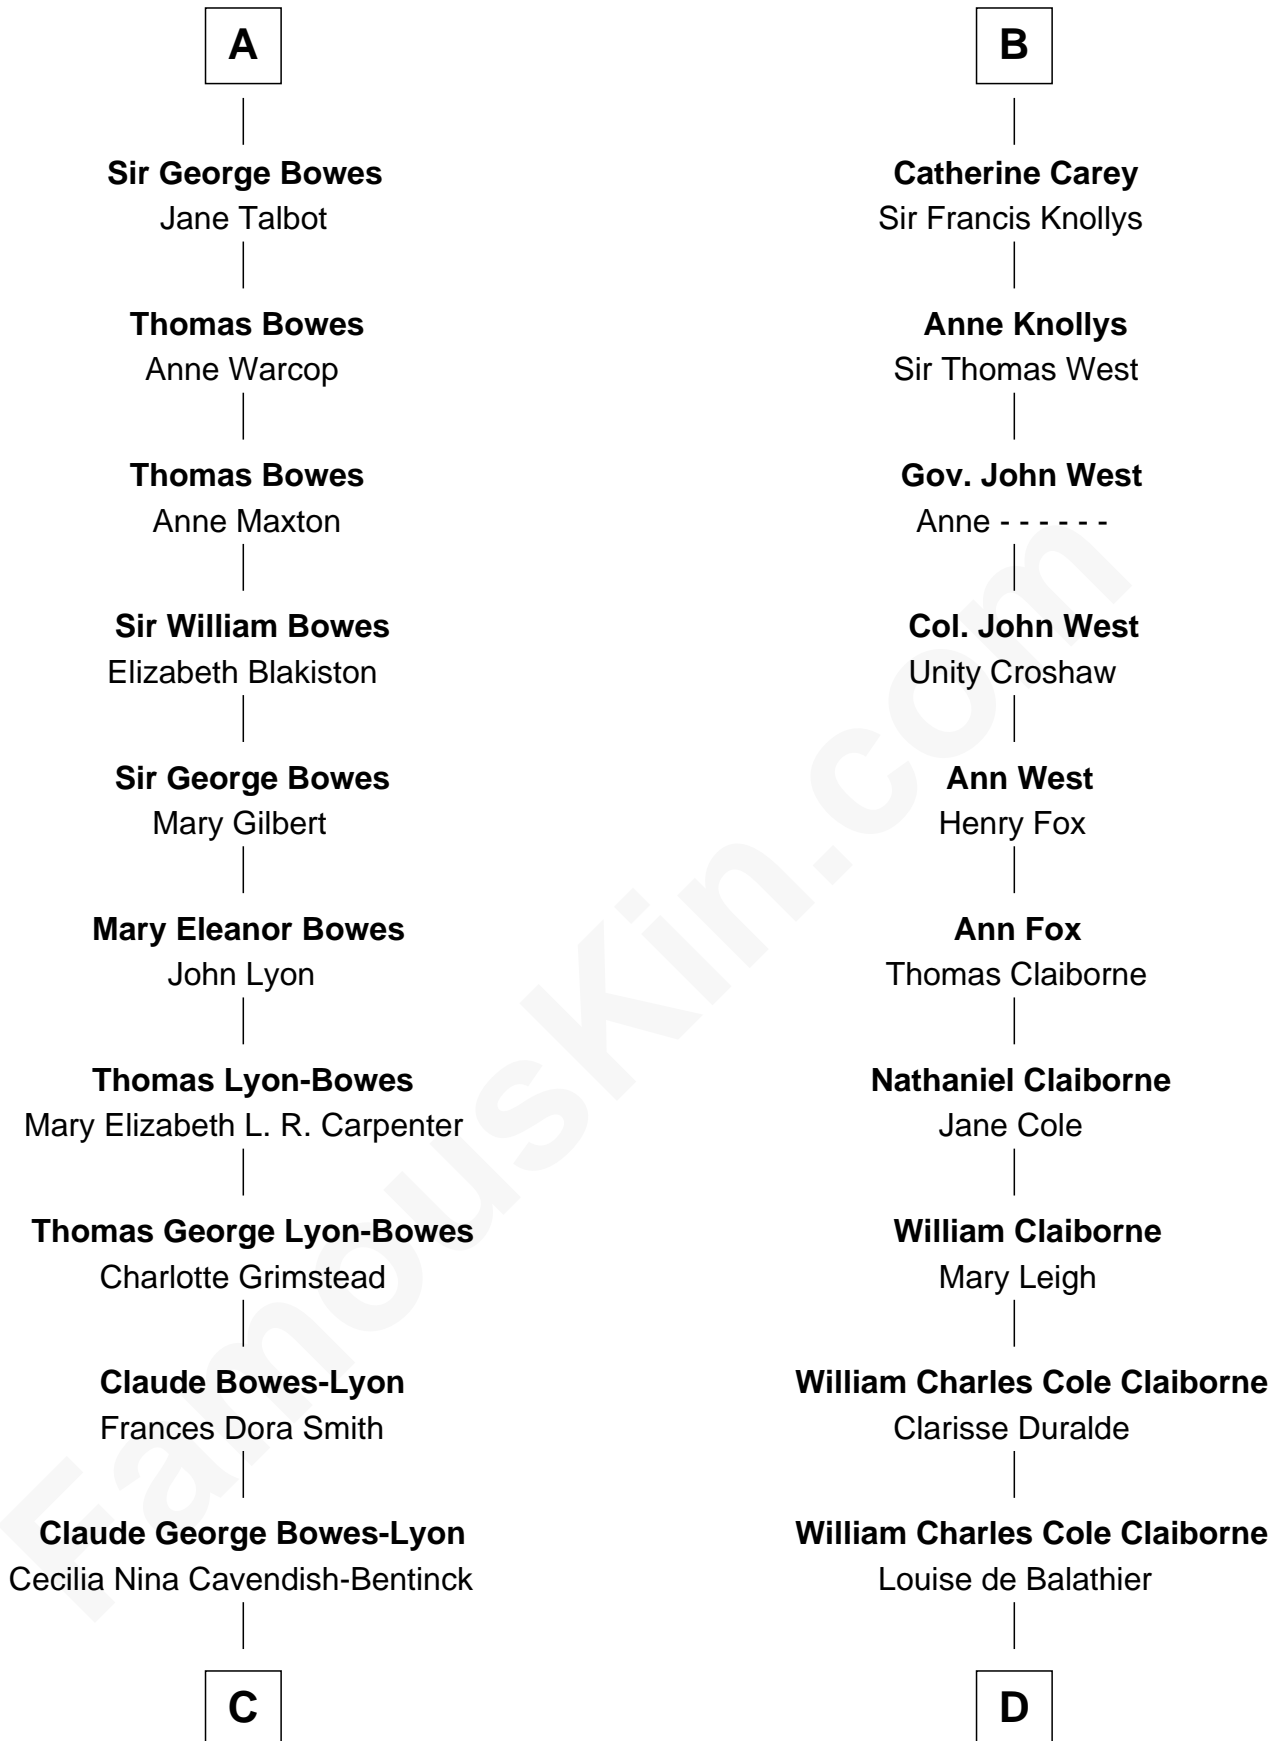 A
Sir George Bowes
Jane Talbot
Thomas Bowes
Anne Warcop
Thomas Bowes
Anne Maxton
Sir William Bowes
Elizabeth Blakiston
Sir George Bowes
Mary Gilbert
Mary Eleanor Bowes
John Lyon
Thomas Lyon-Bowes
Mary Elizabeth L. R. Carpenter
Thomas George Lyon-Bowes
Charlotte Grimstead
Claude Bowes-Lyon
Frances Dora Smith
Claude George Bowes-Lyon
Cecilia Nina Cavendish-Bentinck
C
B
Catherine Carey
Sir Francis Knollys
Anne Knollys
Sir Thomas West
Gov. John West
Anne - - - - - -
Col. John West
Unity Croshaw
Ann West
Henry Fox
Ann Fox
Thomas Claiborne
Nathaniel Claiborne
Jane Cole
William Claiborne
Mary Leigh
William Charles Cole Claiborne
Clarisse Duralde
William Charles Cole Claiborne
Louise de Balathier
D
FamousKin.com